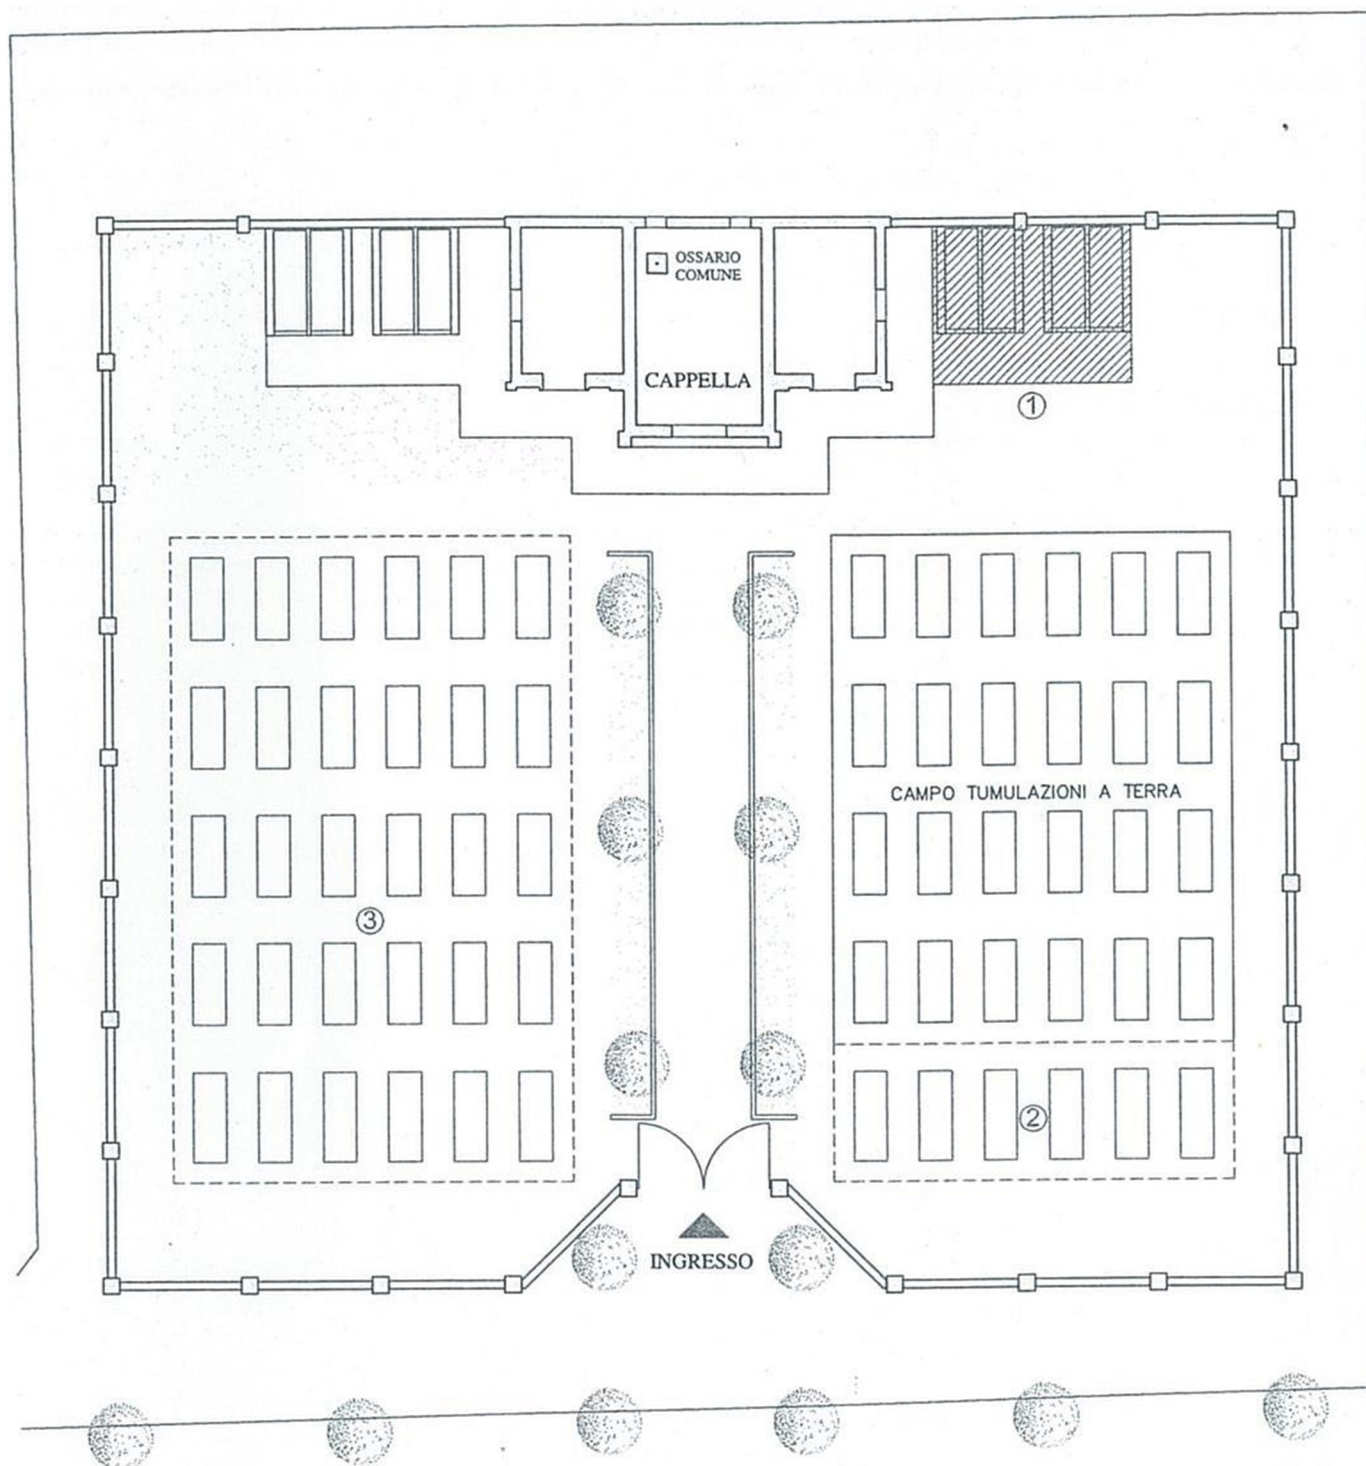 OSSARIO
COMUNE
CAPPELLA
1
CAMPO TUMULAZIONI A TERRA
3
2
INGRESSO